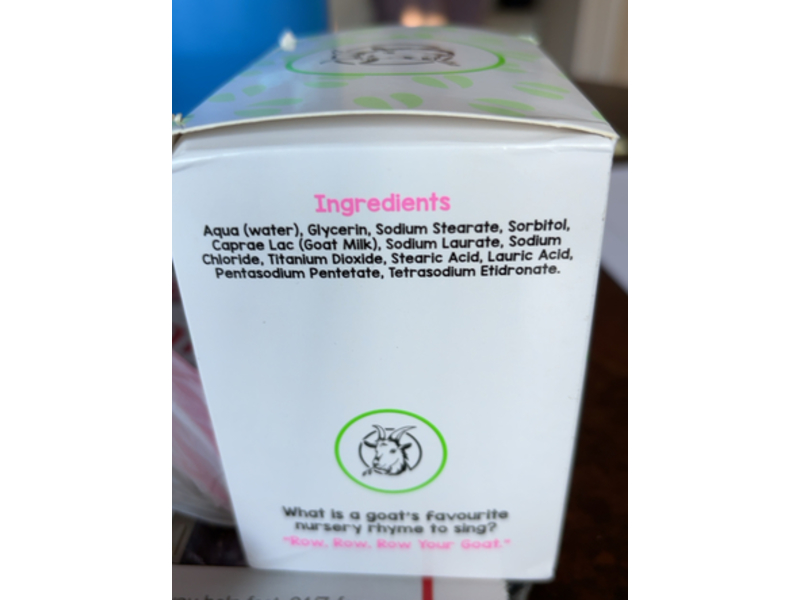 Ingredients
Aqua (water), Glycerin, Sodium Stearate, Sorbitol,
Caprae Lac (Goat Milk), Sodium Laurate, Sodium
Chloride, Titanium Dioxide, Stearic Acid, Lauric Acid,
Pentasodium Pentetate, Tetrasodium Etidronate.
What is a goat's favourite
nursery rhyme to sing?
"Row, Row, Row Your Goat."